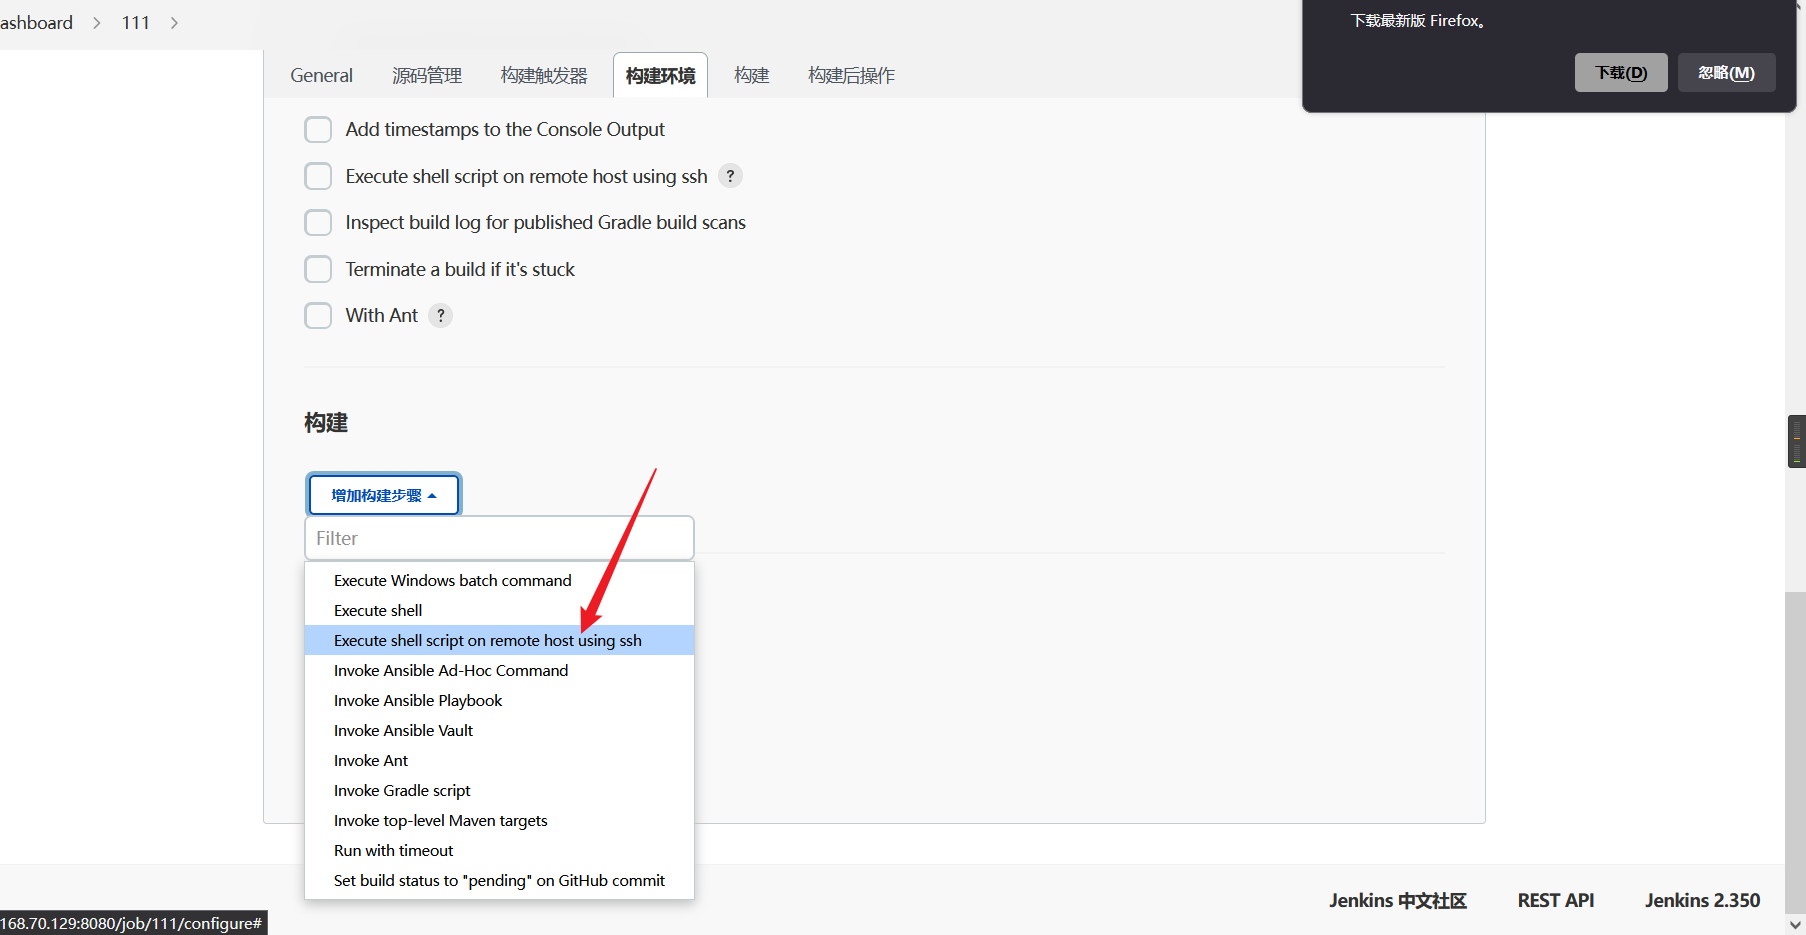 ashboard > 111 >
下载最新版 Firefox。
下载(D) 忽略(M)
General 源码管理 构建触发器 构建环境 构建 构建后操作
Add timestamps to the Console Output
Execute shell script on remote host using ssh ?
Inspect build log for published Gradle build scans
Terminate a build if it's stuck
With Ant ?
构建
增加构建步骤
Filter
Execute Windows batch command
Execute shell
Execute shell script on remote host using ssh
Invoke Ansible Ad-Hoc Command
Invoke Ansible Playbook
Invoke Ansible Vault
Invoke Ant
Invoke Gradle script
Invoke top-level Maven targets
Run with timeout
Set build status to "pending" on GitHub commit
Jenkins 中文社区 REST API Jenkins 2.350
168.70.129:8080/job/111/configure#